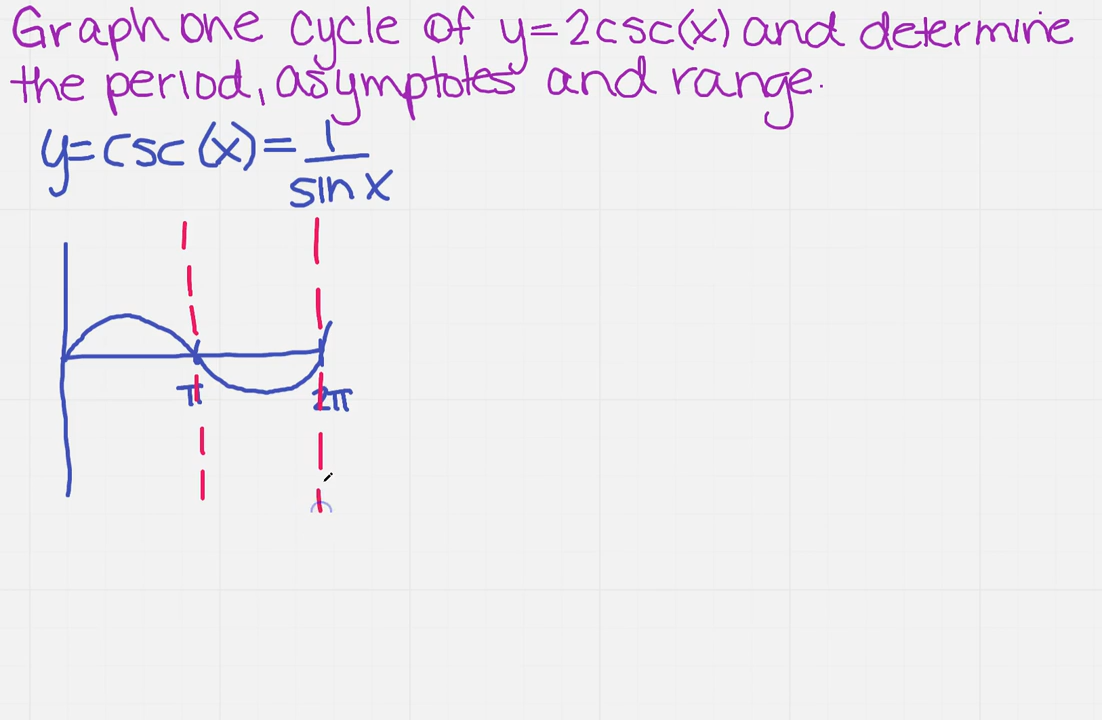 Graph one cycle of y=2csc(x) and determine
the period, asymptotes and range.
y=csc(x)=1/sin x
π 2π